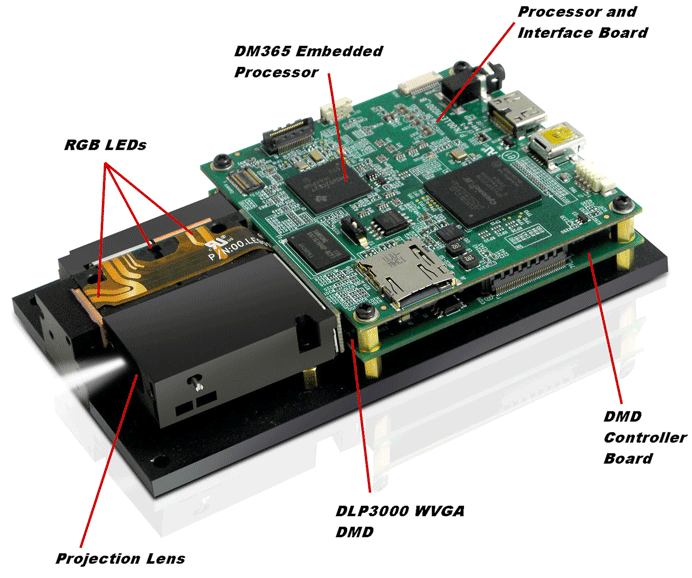 Processor and
Interface Board
DM365 Embedded
Processor
RGB LEDs
DMD
Controller
Board
DLP3000 WVGA
DMD
Projection Lens